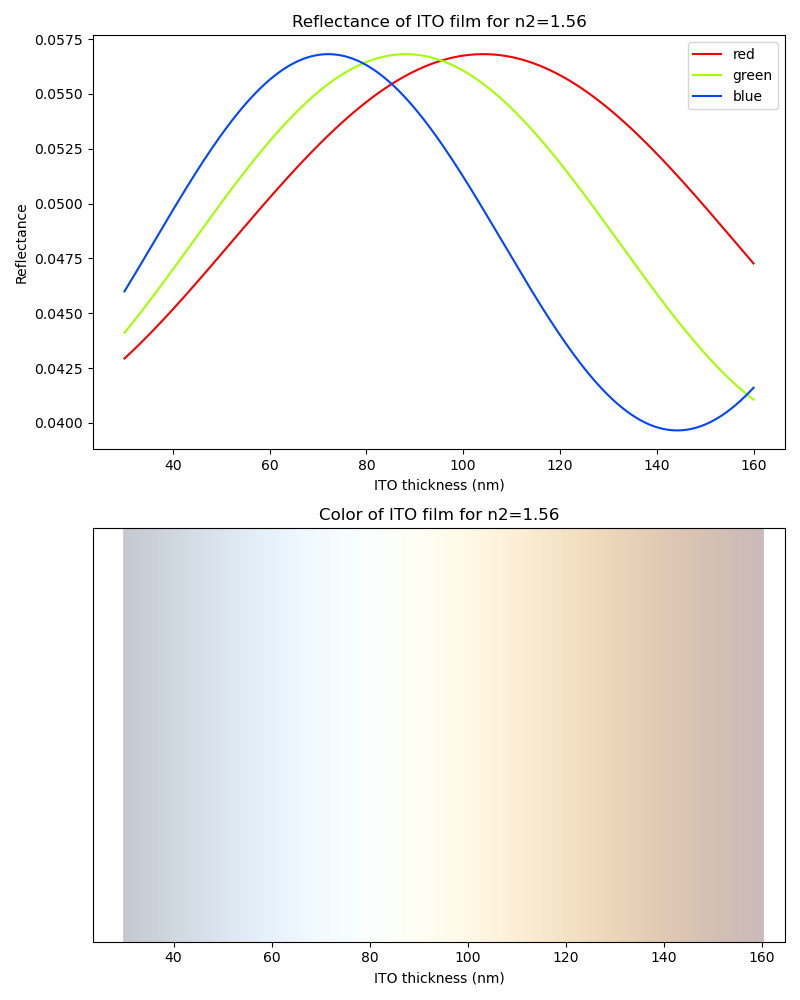 Reflectance of ITO film for n2=1.56
0.0575
0.0550
0.0525
0.0500
0.0475
0.0450
0.0425
0.0400
Reflectance
red
green
blue
40 60 80 100 120 140 160
ITO thickness (nm)
Color of ITO film for n2=1.56
40 60 80 100 120 140 160
ITO thickness (nm)